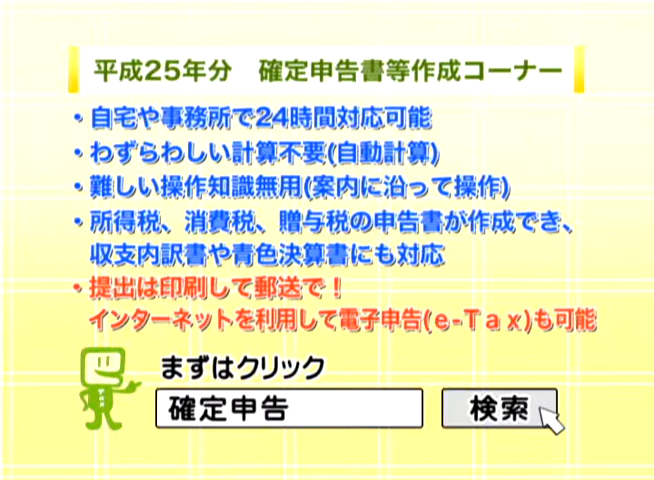 平成25年分　確定申告書等作成コーナー
・自宅や事務所で24時間対応可能
・わずらわしい計算不要(自動計算)
・難しい操作知識無用(案内に沿って操作)
・所得税、消費税、贈与税の申告書が作成でき、
収支内訳書や青色決算書にも対応
・提出は印刷して郵送で！
インターネットを利用して電子申告(e-Tax)も可能
まずはクリック
確定申告　検索